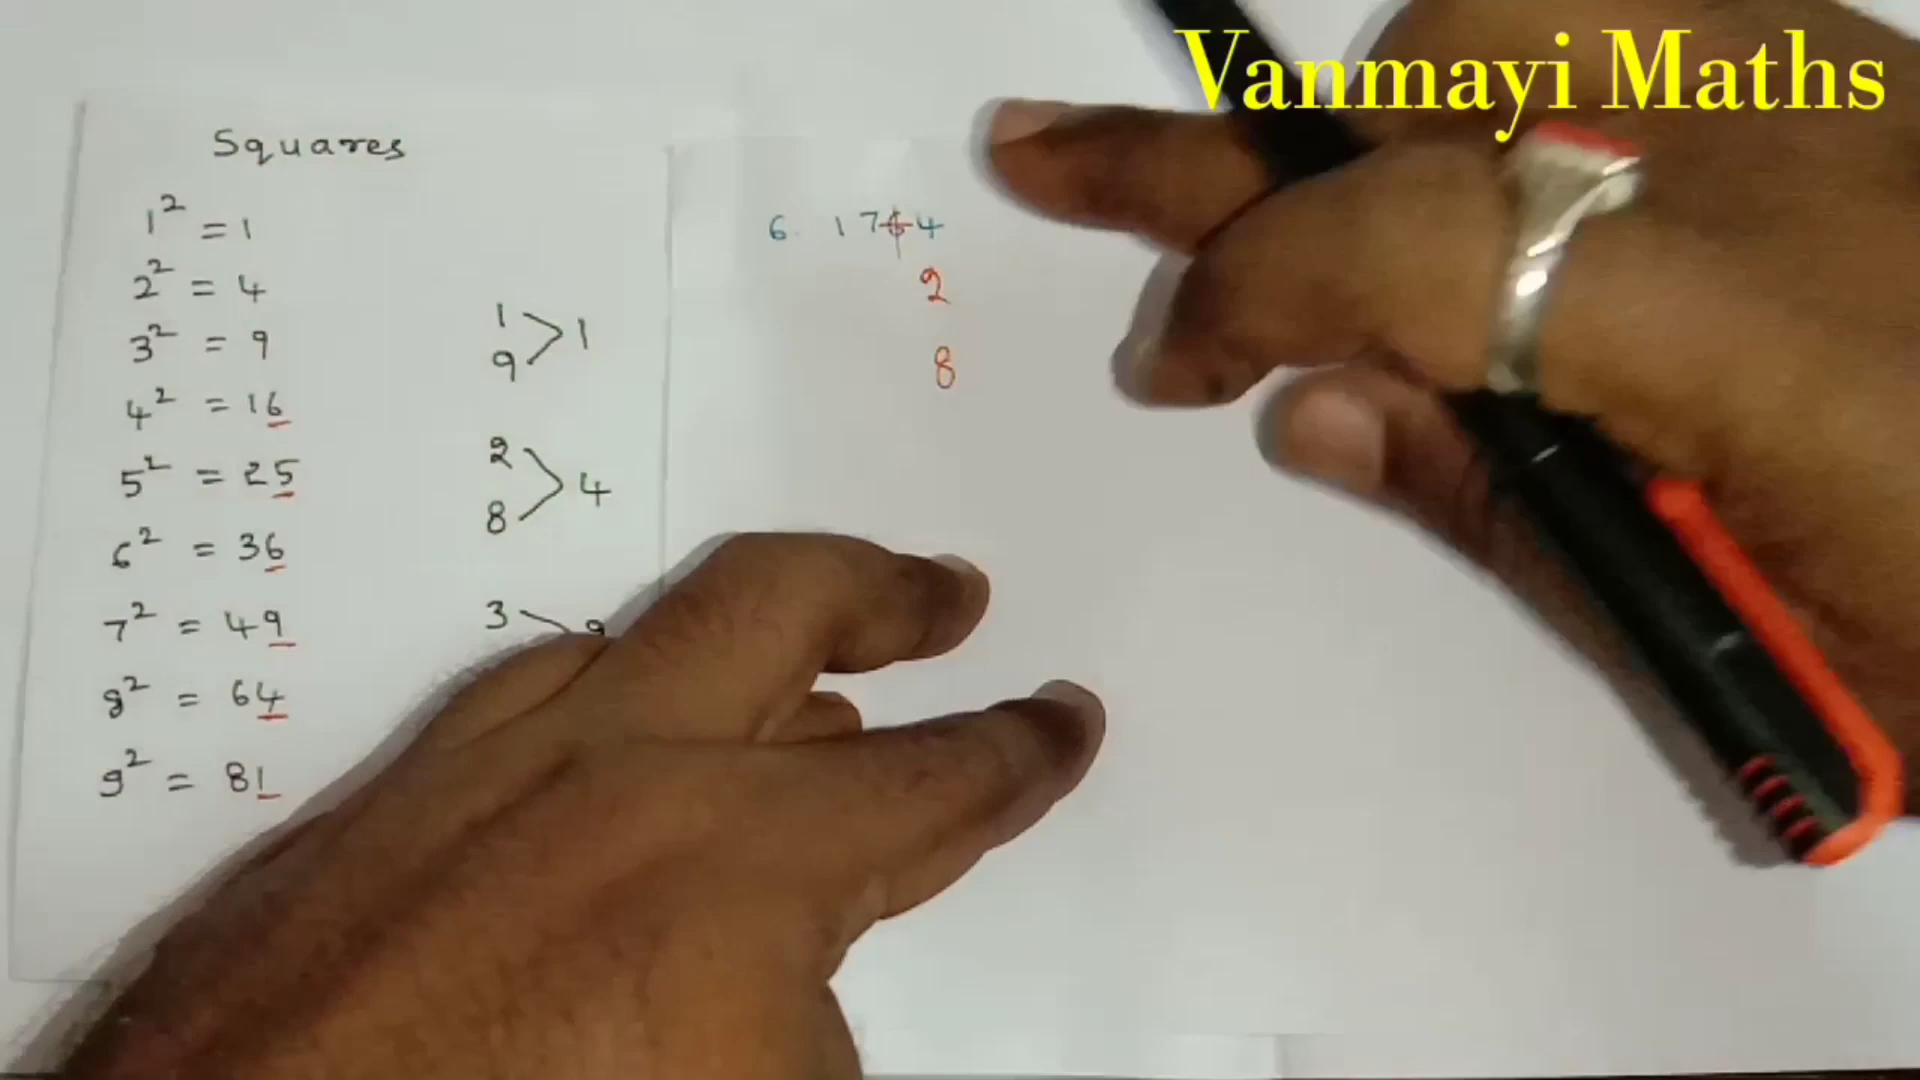 Vanmayi Maths
Squares
1² = 1
2² = 4
3² = 9
4² = 16
5² = 25
6² = 36
7² = 49
8² = 64
9² = 81
1
9 > 1
2
8 > 4
3
9
6. 1764
2
8